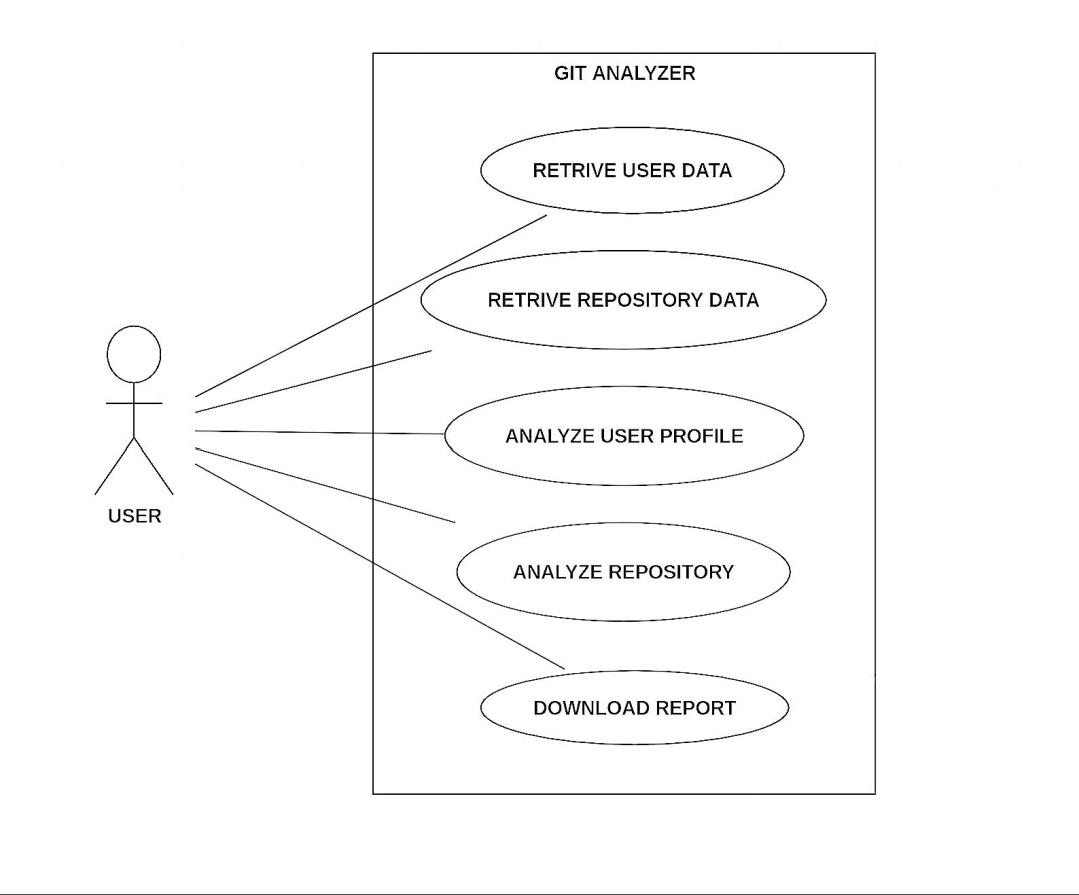 GIT ANALYZER
RETRIVE USER DATA
RETRIVE REPOSITORY DATA
ANALYZE USER PROFILE
USER
ANALYZE REPOSITORY
DOWNLOAD REPORT